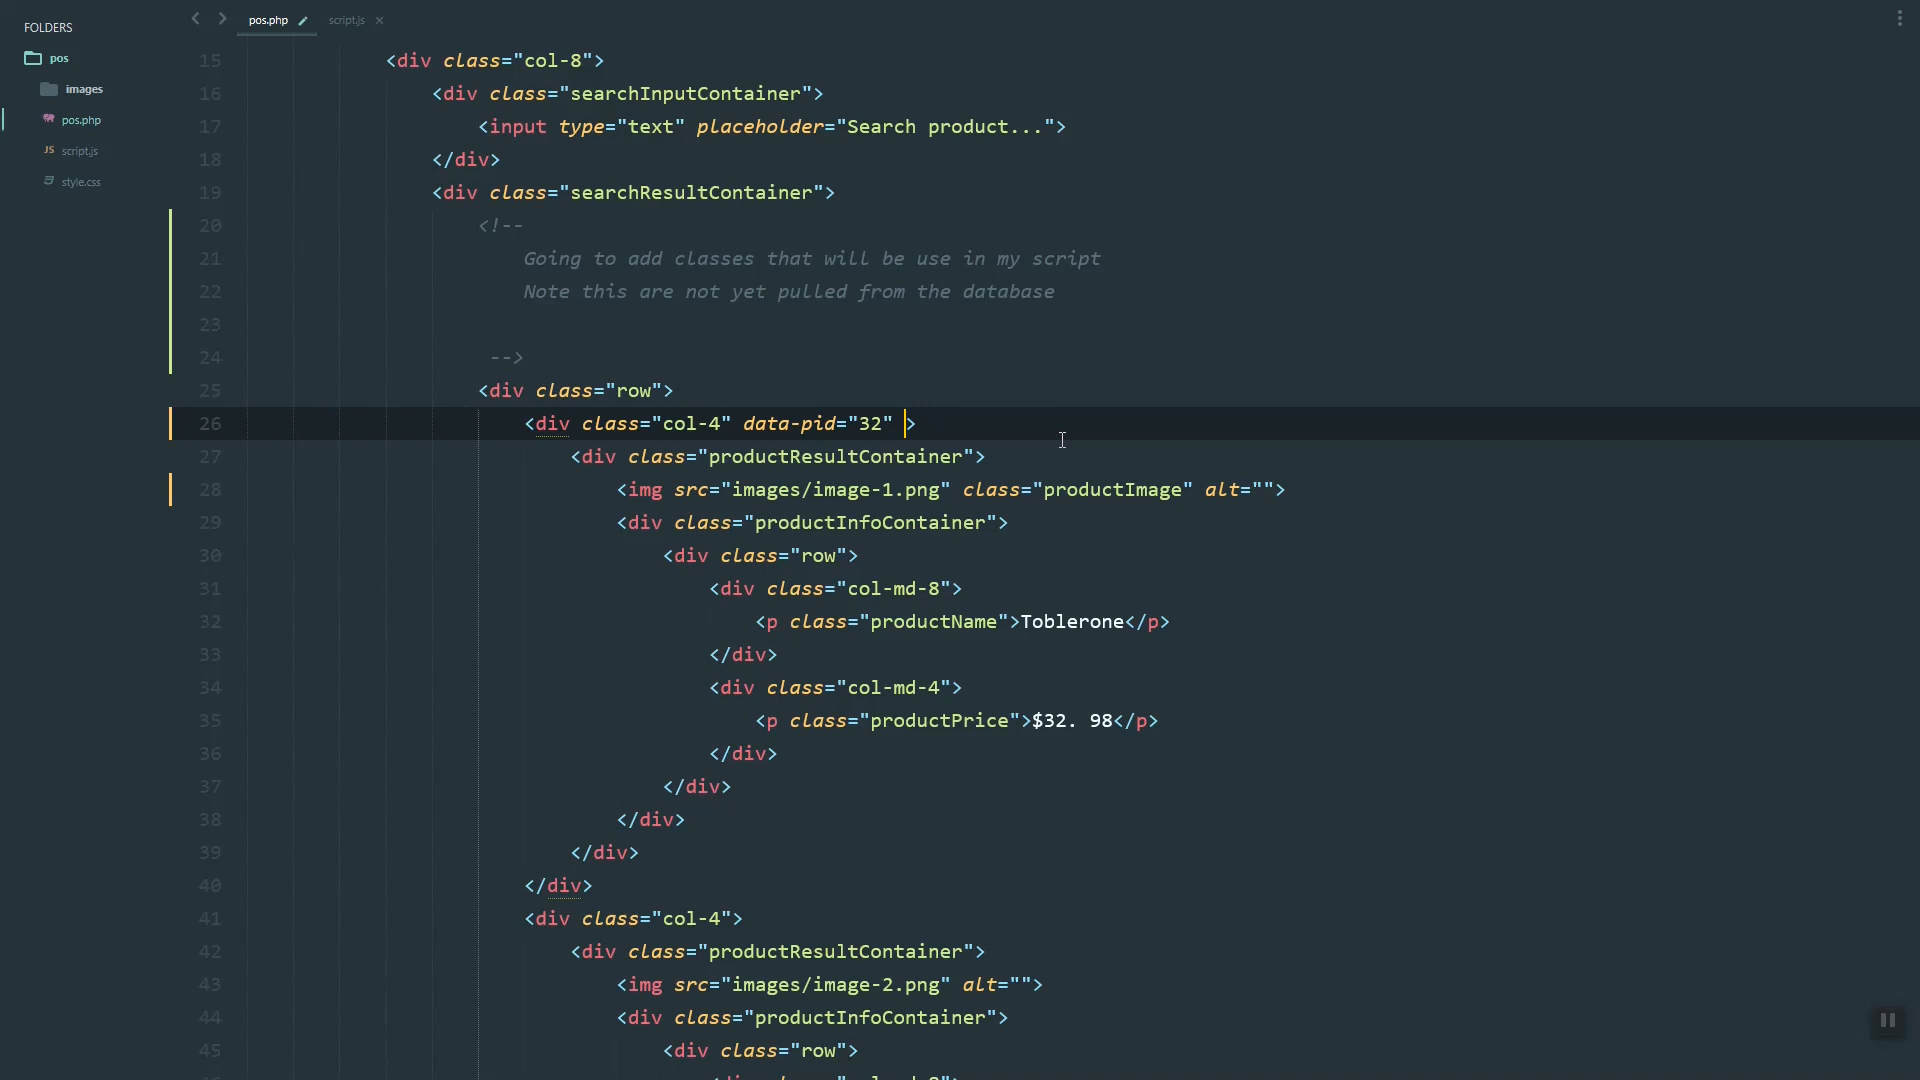 FOLDERS
pos
images
pos.php
JS script.js
style.css
pos.php script.js
15 <div class="col-8">
16 <div class="searchInputContainer">
17 <input type="text" placeholder="Search product...">
18 </div>
19 <div class="searchResultContainer">
20 <!--
21 Going to add classes that will be use in my script
22 Note this are not yet pulled from the database
23
24 -->
25 <div class="row">
26 <div class="col-4" data-pid="32" >
27 <div class="productResultContainer">
28 <img src="images/image-1.png" class="productImage" alt="">
29 <div class="productInfoContainer">
30 <div class="row">
31 <div class="col-md-8">
32 <p class="productName">Toblerone</p>
33 </div>
34 <div class="col-md-4">
35 <p class="productPrice">$32. 98</p>
36 </div>
37 </div>
38 </div>
39 </div>
40 </div>
41 <div class="col-4">
42 <div class="productResultContainer">
43 <img src="images/image-2.png" alt="">
44 <div class="productInfoContainer">
45 <div class="row">